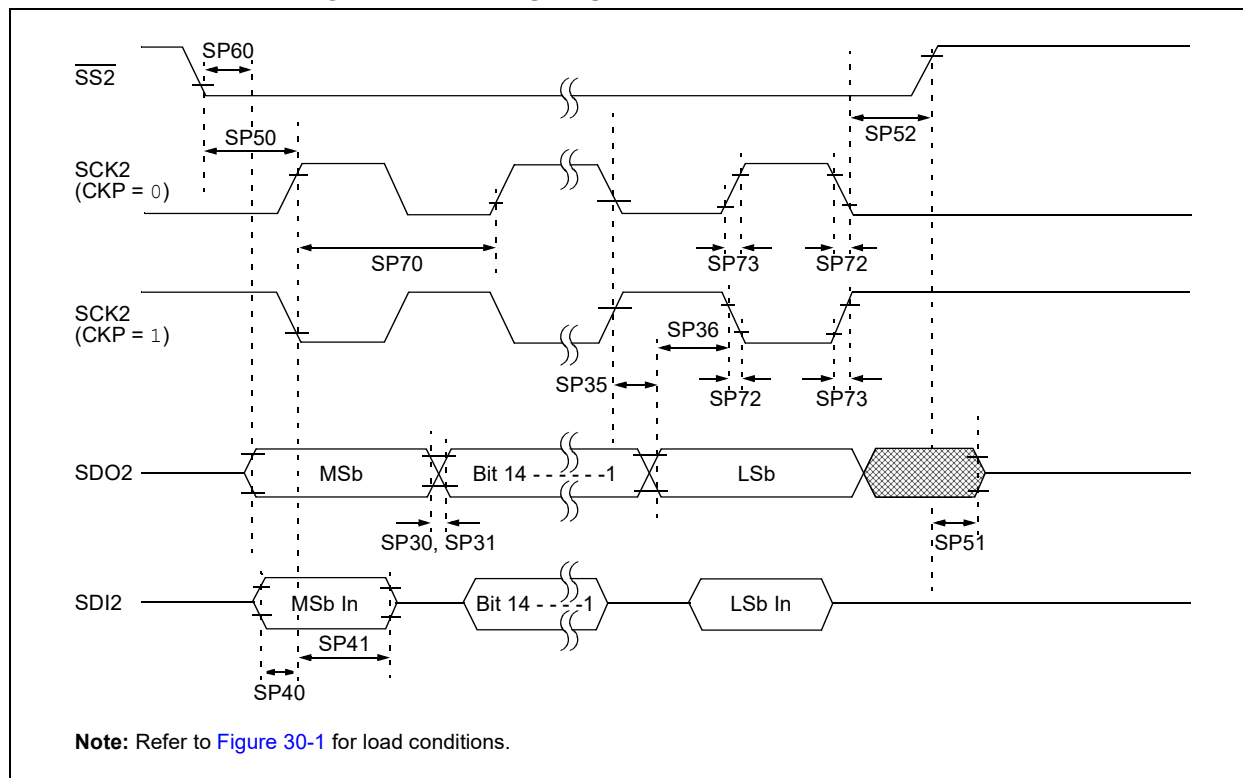 SP60
SS2
SP50
SP52
SCK2
(CKP = 0)
SP70
SP73
SP72
SCK2
(CKP = 1)
SP36
SP35
SP72
SP73
SDO2
MSb
Bit 14 - - - - - -1
LSb
SP30, SP31
SP51
SDI2
MSb In
Bit 14 - - - -1
LSb In
SP41
SP40
Note: Refer to Figure 30-1 for load conditions.